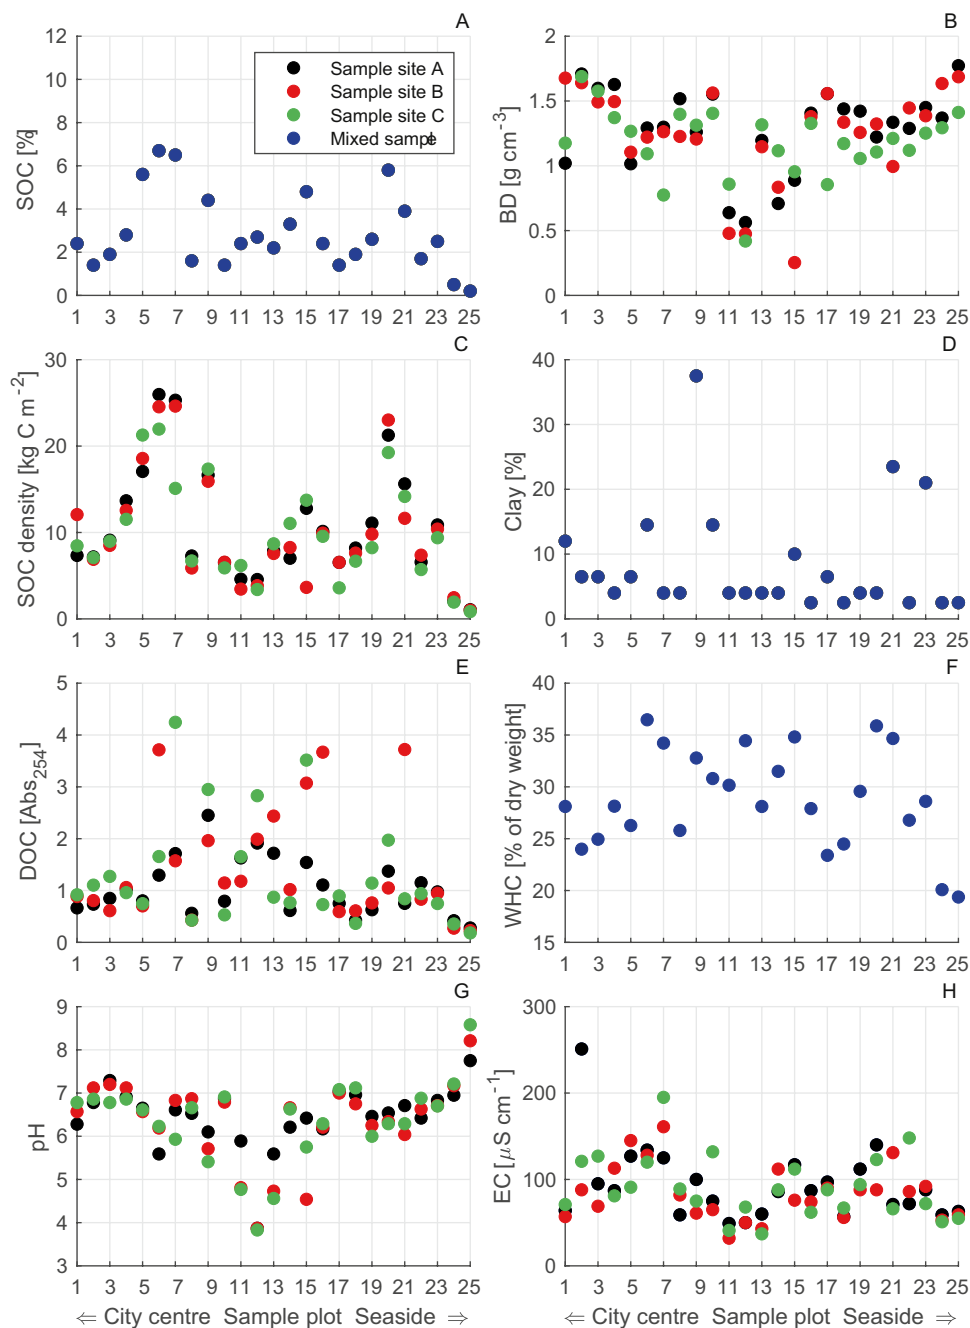 A
SOC [%]
12
10
8
6
4
2
0
1 3 5 7 9 11 13 15 17 19 21 23 25
Sample site A
Sample site B
Sample site C
Mixed sample
B
BD [g cm⁻³]
2
1.5
1
0.5
0
1 3 5 7 9 11 13 15 17 19 21 23 25
C
SOC density [kg C m⁻²]
30
20
10
0
1 3 5 7 9 11 13 15 17 19 21 23 25
D
Clay [%]
40
30
20
10
0
1 3 5 7 9 11 13 15 17 19 21 23 25
E
DOC [Abs₂₅₄]
5
4
3
2
1
0
1 3 5 7 9 11 13 15 17 19 21 23 25
F
WHC [% of dry weight]
40
35
30
25
20
15
1 3 5 7 9 11 13 15 17 19 21 23 25
G
pH
9
8
7
6
5
4
3
1 3 5 7 9 11 13 15 17 19 21 23 25
⇐ City centre Sample plot Seaside ⇒
H
EC [μS cm⁻¹]
300
200
100
0
1 3 5 7 9 11 13 15 17 19 21 23 25
⇐ City centre Sample plot Seaside ⇒